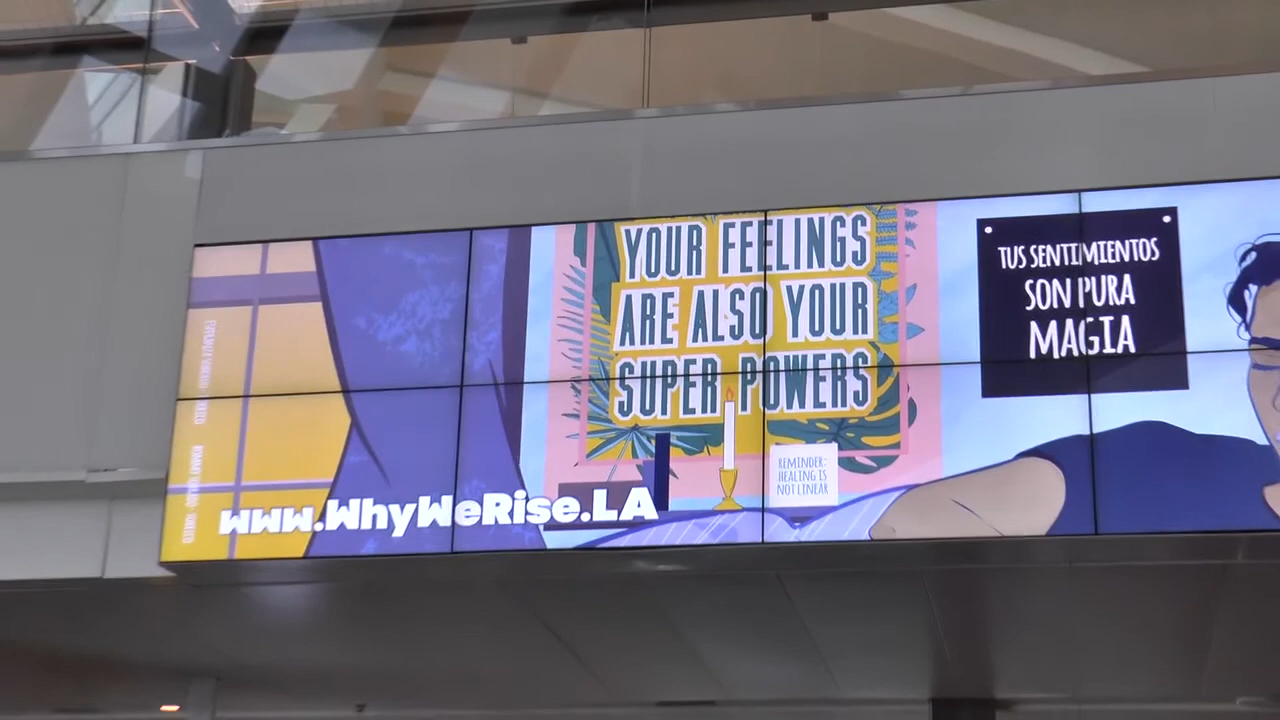 YOUR FEELINGS
ARE ALSO YOUR
SUPER POWERS
TUS SENTIMIENTOS
SON PURA
MAGIA
REMINDER:
HEALING IS
NOT LINEAR
www.WhyWeRise.LA